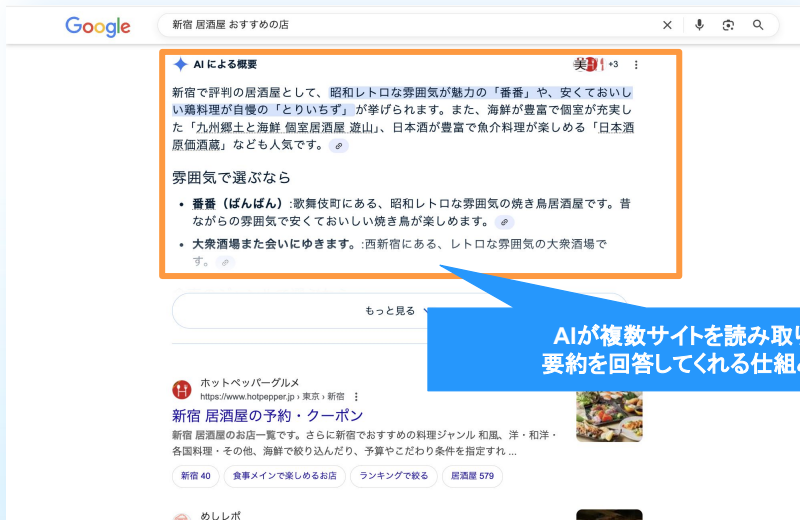 Google
新宿 居酒屋 おすすめの店
AI による概要
美
+3
新宿で評判の居酒屋として、昭和レトロな雰囲気が魅力の「番番」や、安くておいし
い鶏料理が自慢の「とりいちず」が挙げられます。また、海鮮が豊富で個室が充実し
た「九州郷土と海鮮 個室居酒屋 遊山」、日本酒が豊富で魚介料理が楽しめる「日本酒
原価酒蔵」なども人気です。
雰囲気で選ぶなら
• 番番（ばんばん）:歌舞伎町にある、昭和レトロな雰囲気の焼き鳥居酒屋です。昔
ながらの雰囲気で安くておいしい焼き鳥が楽しめます。
• 大衆酒場また会いにゆきます。:西新宿にある、レトロな雰囲気の大衆酒場で
す。
もっと見る
AIが複数サイトを読み取り
要約を回答してくれる仕組
ホットペッパーグルメ
https://www.hotpepper.jp › 東京 › 新宿
新宿 居酒屋の予約・クーポン
新宿 居酒屋のお店一覧です。さらに新宿でおすすめの料理ジャンル 和風、洋・和洋・
各国料理・その他、海鮮で絞り込んだり、予算やこだわり条件を指定すれ ...
新宿 40
食事メインで楽しめるお店
ランキングで絞る
居酒屋 579
めしレポ